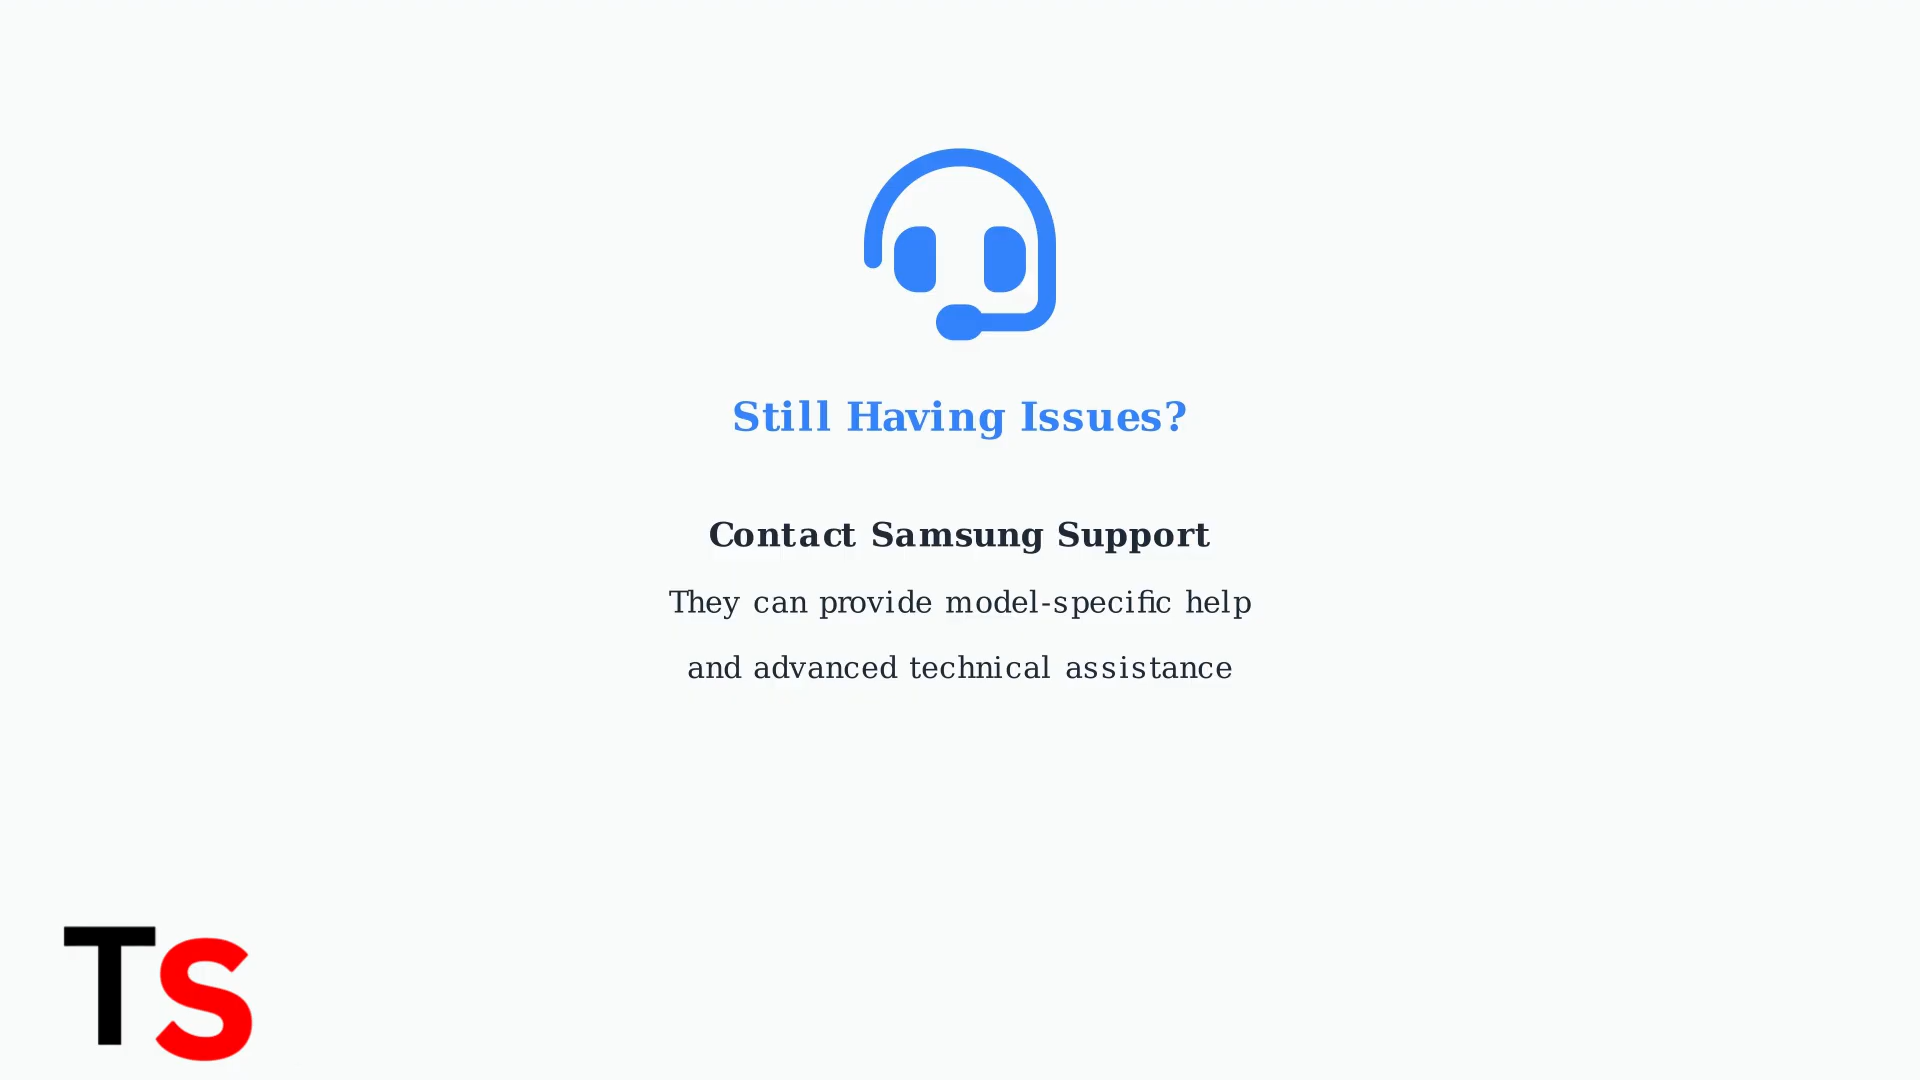 Still Having Issues?
Contact Samsung Support
They can provide model-specific help
and advanced technical assistance
TS